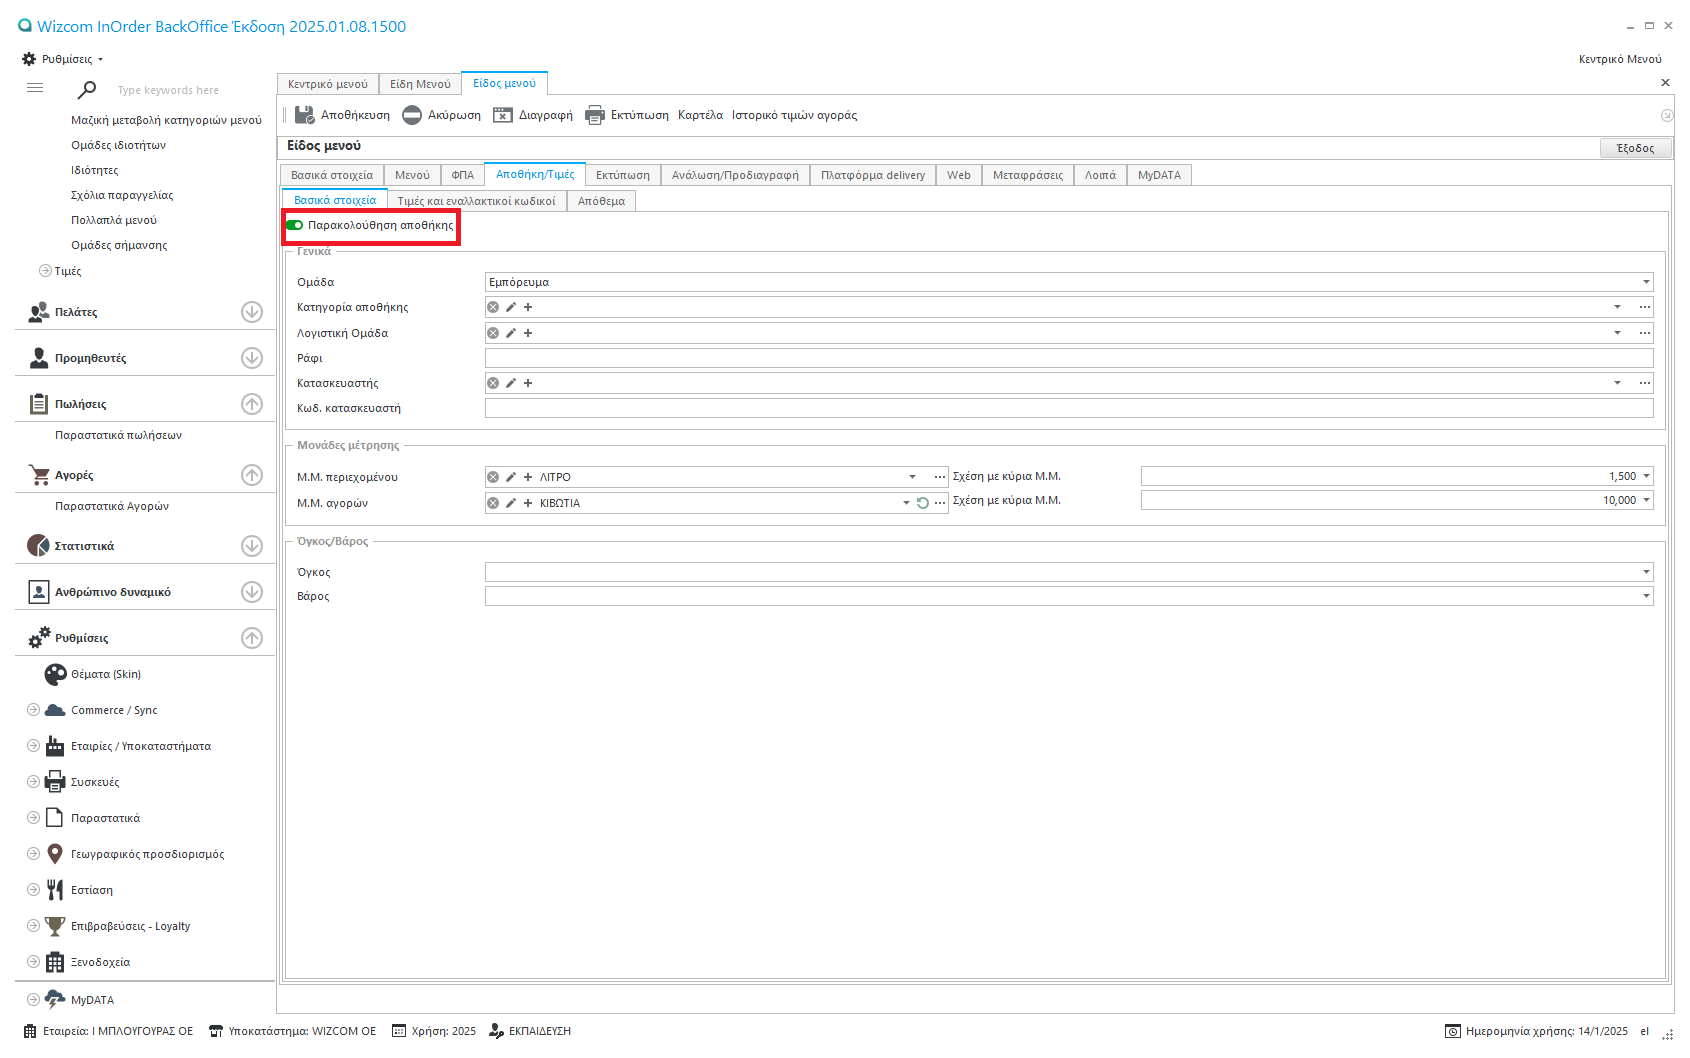 Wizcom InOrder BackOffice Έκδοση 2025.01.08.1500
Ρυθμίσεις
Κεντρικό Μενού
Type keywords here
Μαζική μεταβολή κατηγοριών μενού
Ομάδες ιδιοτήτων
Ιδιότητες
Σχόλια παραγγελίας
Πολλαπλά μενού
Ομάδες σήμανσης
Τιμές
Πελάτες
Προμηθευτές
Πωλήσεις
Παραστατικά πωλήσεων
Αγορές
Παραστατικά Αγορών
Στατιστικά
Ανθρώπινο δυναμικό
Ρυθμίσεις
Θέματα (Skin)
Commerce / Sync
Εταιρίες / Υποκαταστήματα
Συσκευές
Παραστατικά
Γεωγραφικός προσδιορισμός
Εστίαση
Επιβραβεύσεις - Loyalty
Ξενοδοχεία
MyDATA
Κεντρικό μενού Είδη Μενού Είδος μενού
Αποθήκευση Ακύρωση Διαγραφή Εκτύπωση Καρτέλα Ιστορικό τιμών αγοράς
Είδος μενού Έξοδος
Βασικά στοιχεία Μενού ΦΠΑ Αποθήκη/Τιμές Εκτύπωση Ανάλωση/Προδιαγραφή Πλατφόρμα delivery Web Μεταφράσεις Λοιπά MyDATA
Βασικά στοιχεία Τιμές και εναλλακτικοί κωδικοί Απόθεμα
Παρακολούθηση αποθήκης
Γενικά
Ομάδα Εμπόρευμα
Κατηγορία αποθήκης
Λογιστική Ομάδα
Ράφι
Κατασκευαστής
Κωδ. κατασκευαστή
Μονάδες μέτρησης
Μ.Μ. περιεχομένου ΛΙΤΡΟ Σχέση με κύρια Μ.Μ. 1,500
Μ.Μ. αγορών ΚΙΒΩΤΙΑ Σχέση με κύρια Μ.Μ. 10,000
Όγκος/Βάρος
Όγκος
Βάρος
Εταιρεία: Ι ΜΠΛΟΥΓΟΥΡΑΣ ΟΕ Υποκατάστημα: WIZCOM ΟΕ Χρήση: 2025 ΕΚΠΑΙΔΕΥΣΗ Ημερομηνία χρήσης: 14/1/2025 el